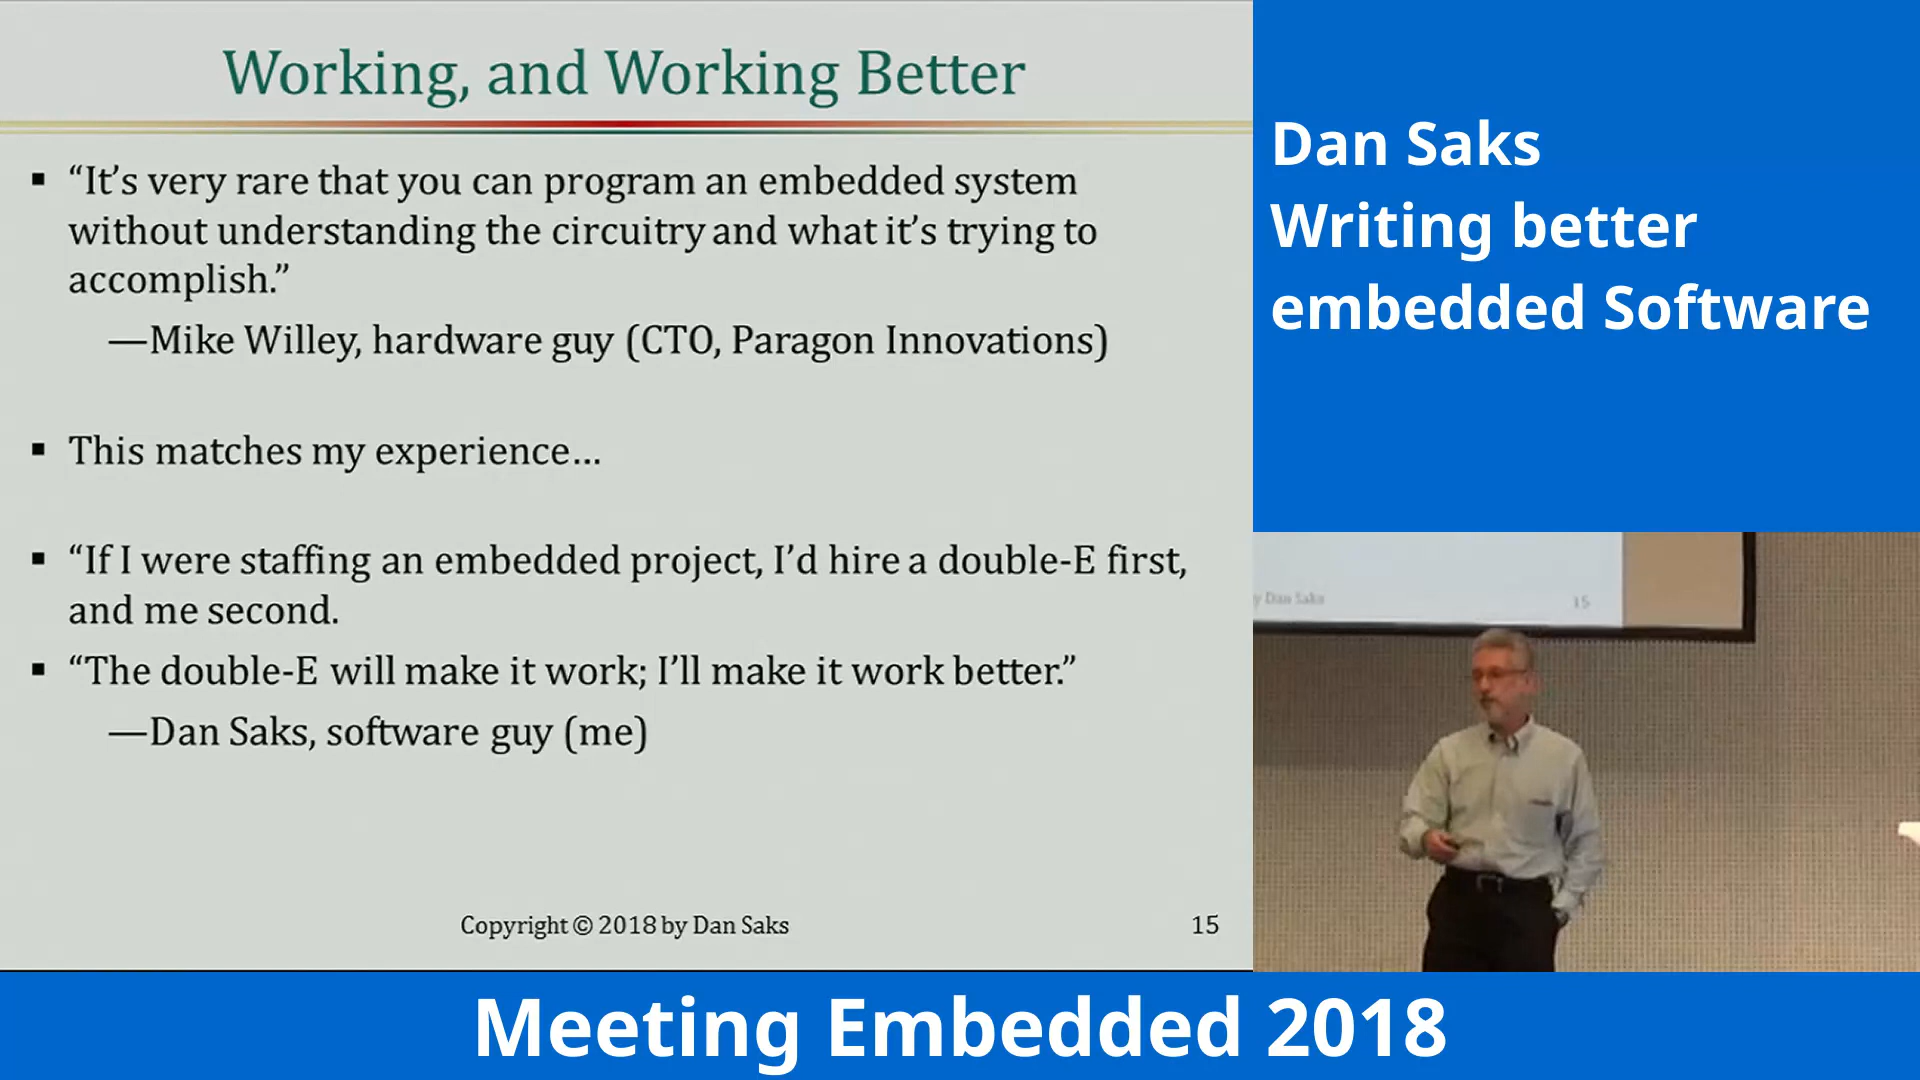 Working, and Working Better
▪ “It’s very rare that you can program an embedded system
without understanding the circuitry and what it’s trying to
accomplish.”
—Mike Willey, hardware guy (CTO, Paragon Innovations)
▪ This matches my experience…
▪ “If I were staffing an embedded project, I’d hire a double-E first,
and me second.
▪ “The double-E will make it work; I’ll make it work better.”
—Dan Saks, software guy (me)
Copyright © 2018 by Dan Saks 15
Dan Saks
Writing better
embedded Software
y Dan Saks 15
Meeting Embedded 2018